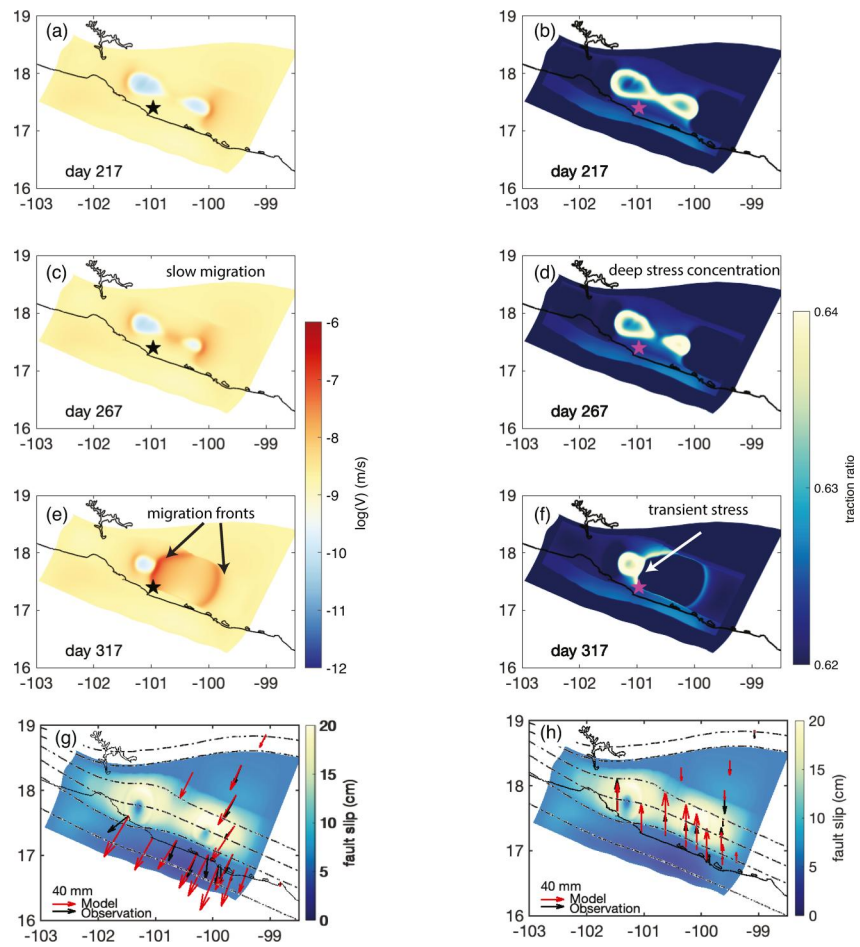 19
(a)
18
17
day 217
16
-103 -102 -101 -100 -99
19
(b)
18
17
day 217
16
-103 -102 -101 -100 -99
19
(c)
slow migration
18
17
day 267
16
-103 -102 -101 -100 -99
19
(d)
deep stress concentration
18
17
day 267
16
-103 -102 -101 -100 -99
19
(e)
migration fronts
18
17
day 317
16
-103 -102 -101 -100 -99
-6
-7
-8
-9
-10
-11
-12
log(V) (m/s)
19
(f)
transient stress
18
17
day 317
16
-103 -102 -101 -100 -99
0.64
0.63
0.62
traction ratio
19
(g)
18
17
40 mm
Model
Observation
16
-103 -102 -101 -100 -99
20
15
10
5
0
fault slip (cm)
19
(h)
18
17
40 mm
Model
Observation
16
-103 -102 -101 -100 -99
20
15
10
5
0
fault slip (cm)